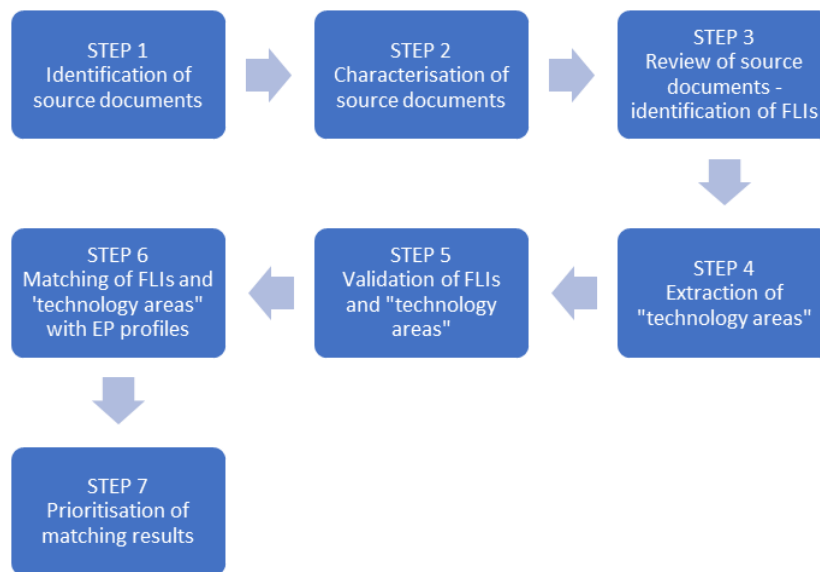 STEP 1
Identification of
source documents
STEP 2
Characterisation of
source documents
STEP 3
Review of source
documents -
identification of FLIs
STEP 4
Extraction of
"technology areas"
STEP 5
Validation of FLIs
and "technology
areas"
STEP 6
Matching of FLIs and
'technology areas"
with EP profiles
STEP 7
Prioritisation of
matching results